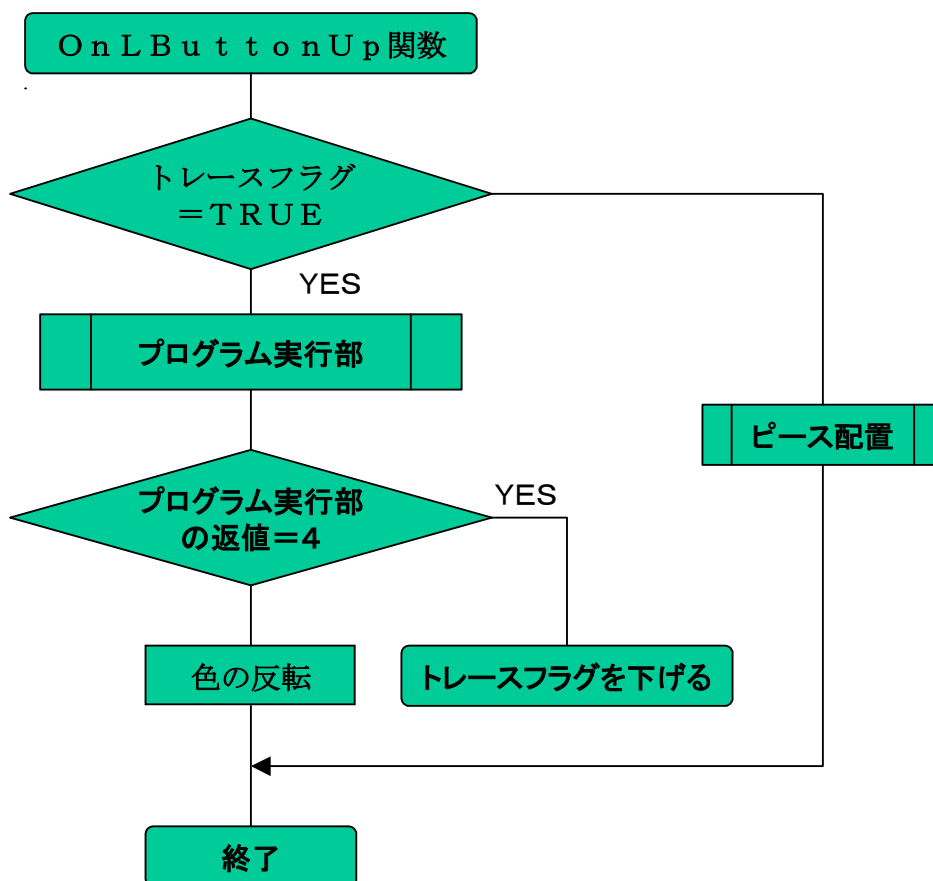 OnLButtonUp関数
トレースフラグ
=TRUE
YES
プログラム実行部
ピース配置
プログラム実行部
の返値=4
YES
色の反転
トレースフラグを下げる
終了